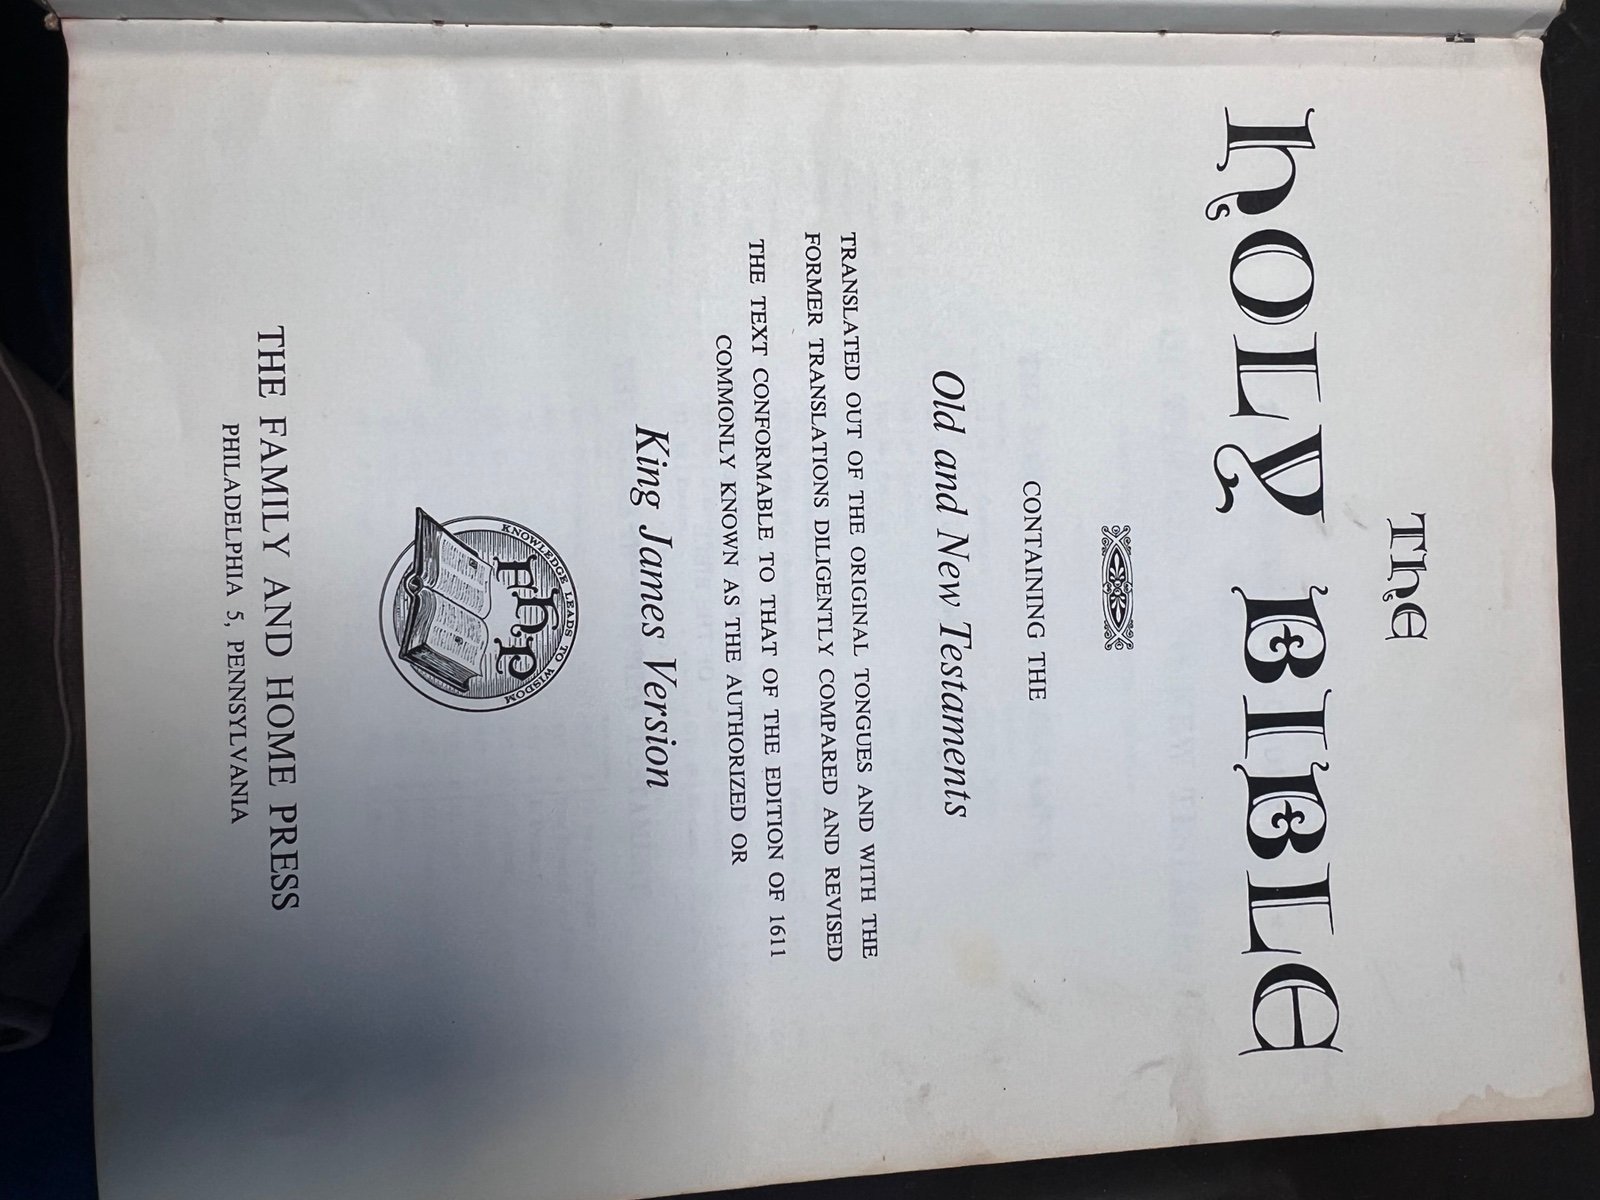 The
HOLY BIBLE
CONTAINING THE
Old and New Testaments
TRANSLATED OUT OF THE ORIGINAL TONGUES AND WITH THE
FORMER TRANSLATIONS DILIGENTLY COMPARED AND REVISED
THE TEXT CONFORMABLE TO THAT OF THE EDITION OF 1611
COMMONLY KNOWN AS THE AUTHORIZED OR
King James Version
KNOWLEDGE LEADS TO WISDOM
FhP
THE FAMILY AND HOME PRESS
PHILADELPHIA 5, PENNSYLVANIA